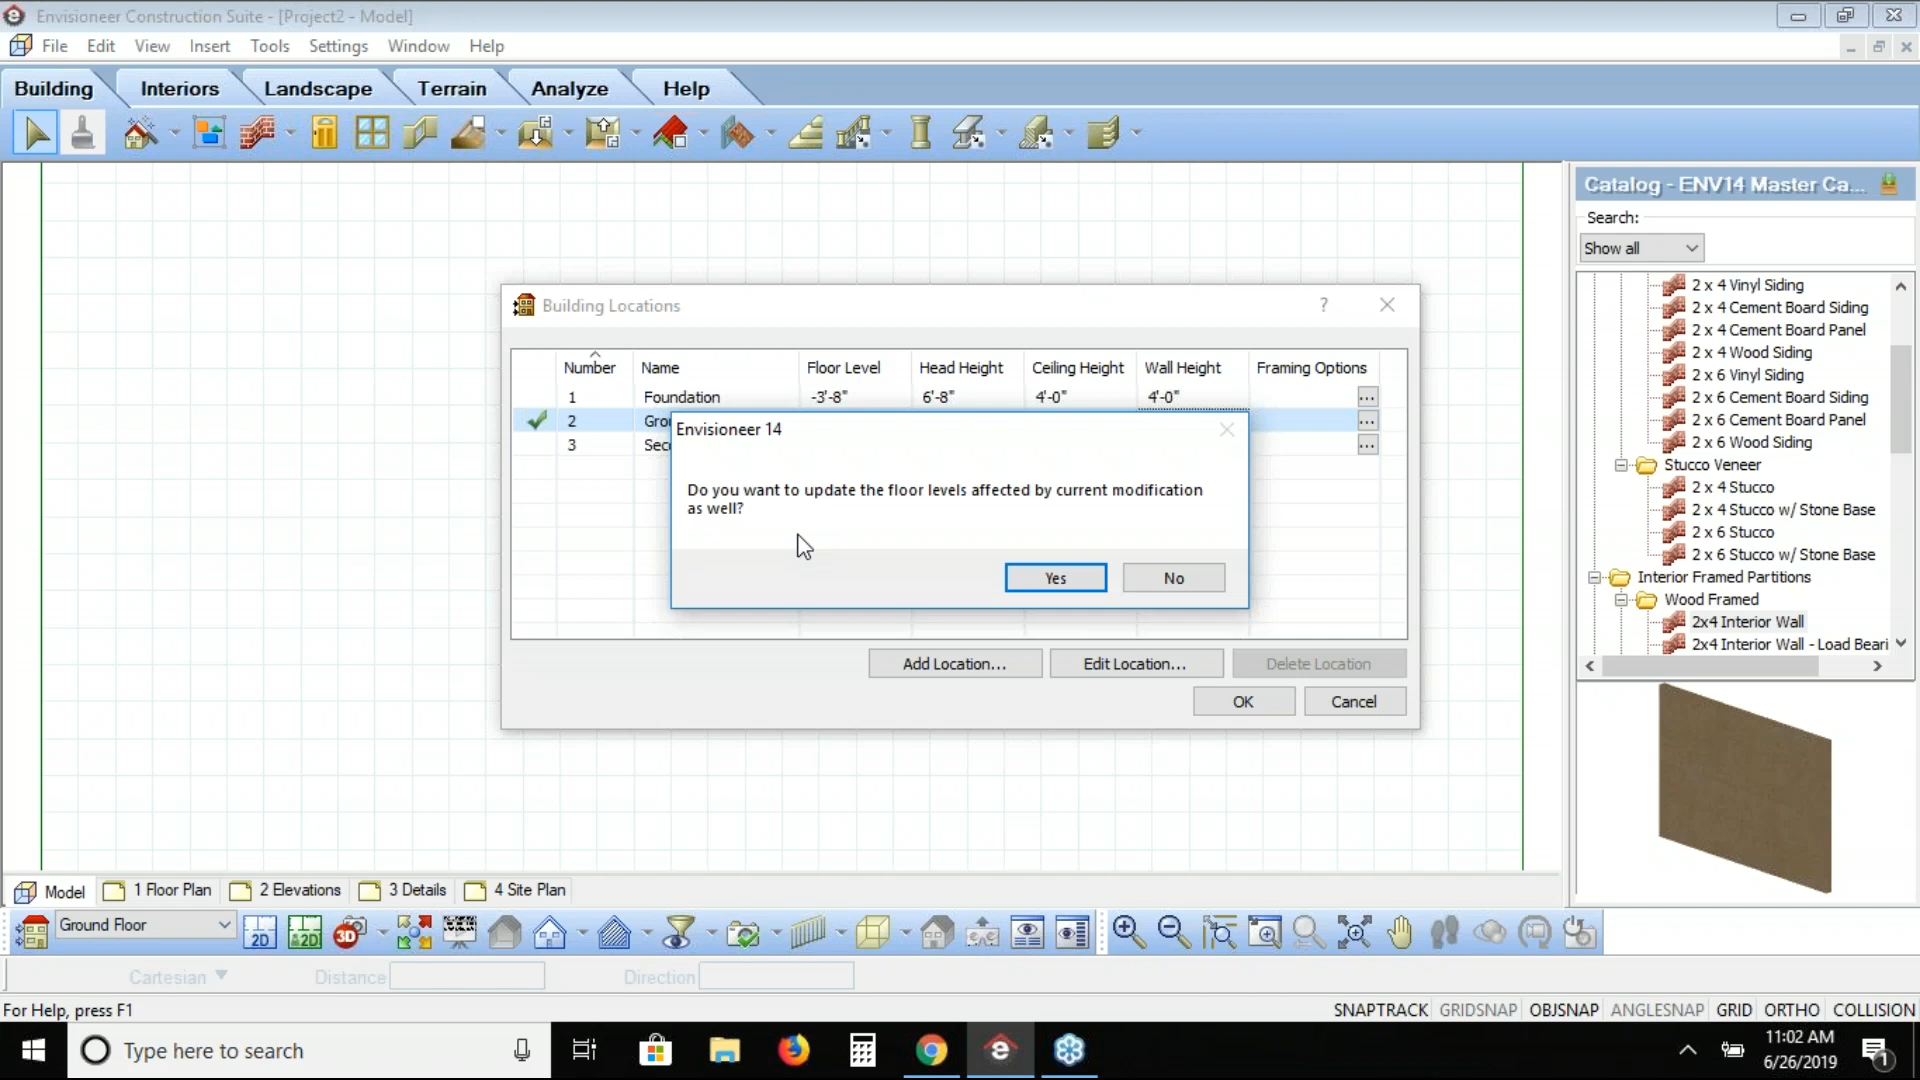 Envisioneer Construction Suite - [Project2 - Model]
File Edit View Insert Tools Settings Window Help
Building Interiors Landscape Terrain Analyze Help
Catalog - ENV14 Master Ca...
Search:
Show all
2 x 4 Vinyl Siding
2 x 4 Cement Board Siding
2 x 4 Cement Board Panel
2 x 4 Wood Siding
2 x 6 Vinyl Siding
2 x 6 Cement Board Siding
2 x 6 Cement Board Panel
2 x 6 Wood Siding
Stucco Veneer
2 x 4 Stucco
2 x 4 Stucco w/ Stone Base
2 x 6 Stucco
2 x 6 Stucco w/ Stone Base
Interior Framed Partitions
Wood Framed
2x4 Interior Wall
2x4 Interior Wall - Load Beari
Building Locations
Number Name Floor Level Head Height Ceiling Height Wall Height Framing Options
1 Foundation -3'-8" 6'-8" 4'-0" 4'-0" ...
2 Gro ...
3 Sec ...
Envisioneer 14
Do you want to update the floor levels affected by current modification
as well?
Yes No
Add Location... Edit Location... Delete Location
OK Cancel
Model 1 Floor Plan 2 Elevations 3 Details 4 Site Plan
Ground Floor 2D 2D 3D
Cartesian Distance Direction
For Help, press F1 SNAPTRACK GRIDSNAP OBJSNAP ANGLESNAP GRID ORTHO COLLISION
Type here to search
11:02 AM
6/26/2019
1